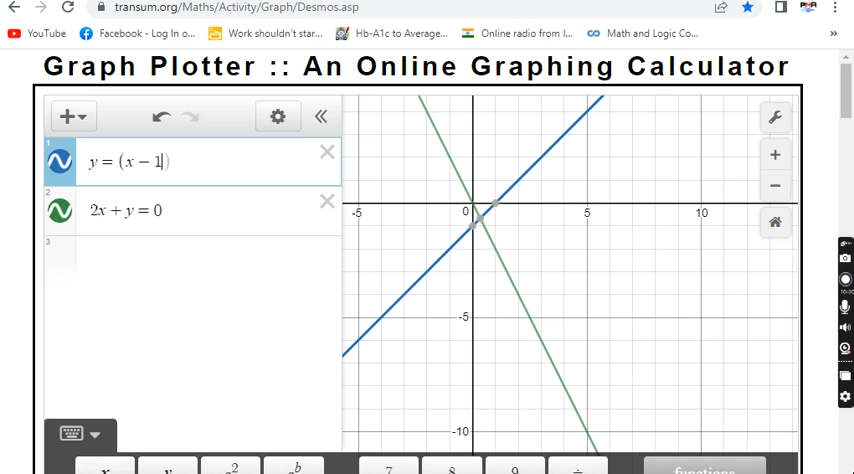 transum.org/Maths/Activity/Graph/Desmos.asp
YouTube Facebook - Log In o... Work shouldn't star... Hb-A1c to Average... Online radio from I... Math and Logic Co... »
Graph Plotter :: An Online Graphing Calculator
1
y = (x − 1)
2
2x + y = 0
3
-5 0 5 10
-5
-10
x y a² aᵇ 7 8 9 ÷ functions